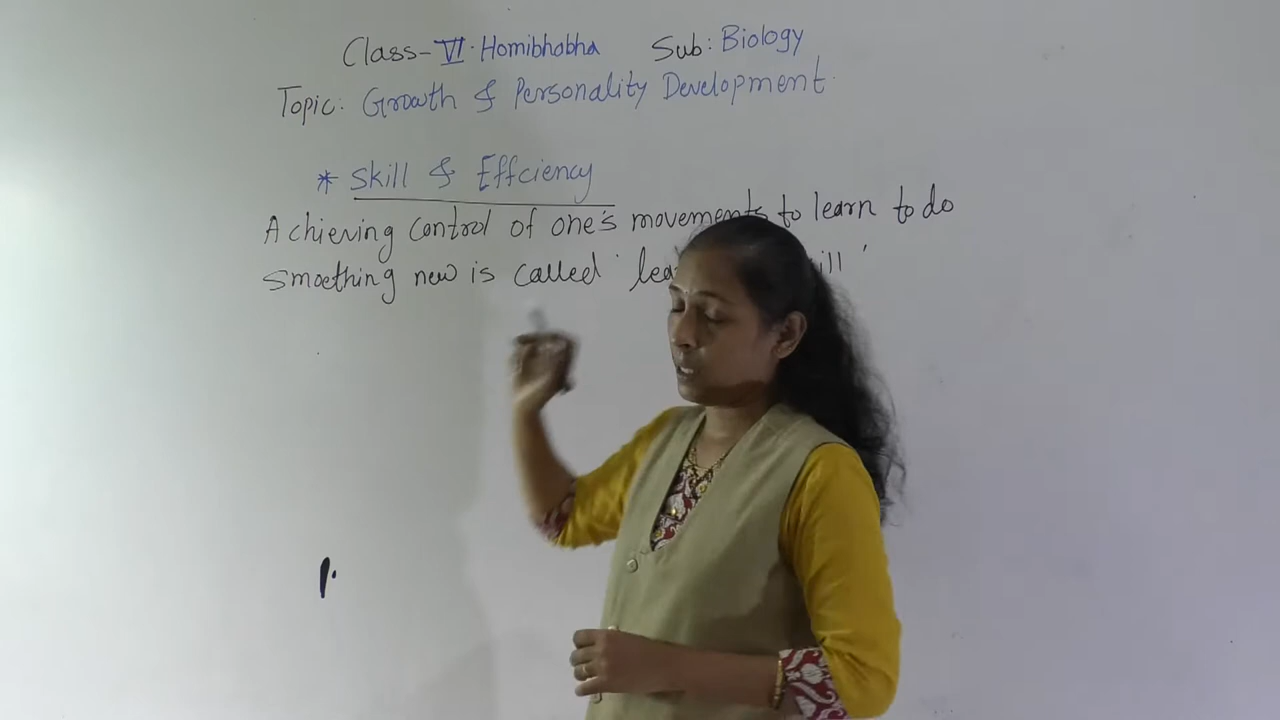 Class-VI. Homibhabha Sub: Biology
Topic: Growth & Personality Development.
* Skill & Effciency
Achieving control of one's movements to learn to do
smoething new is called '